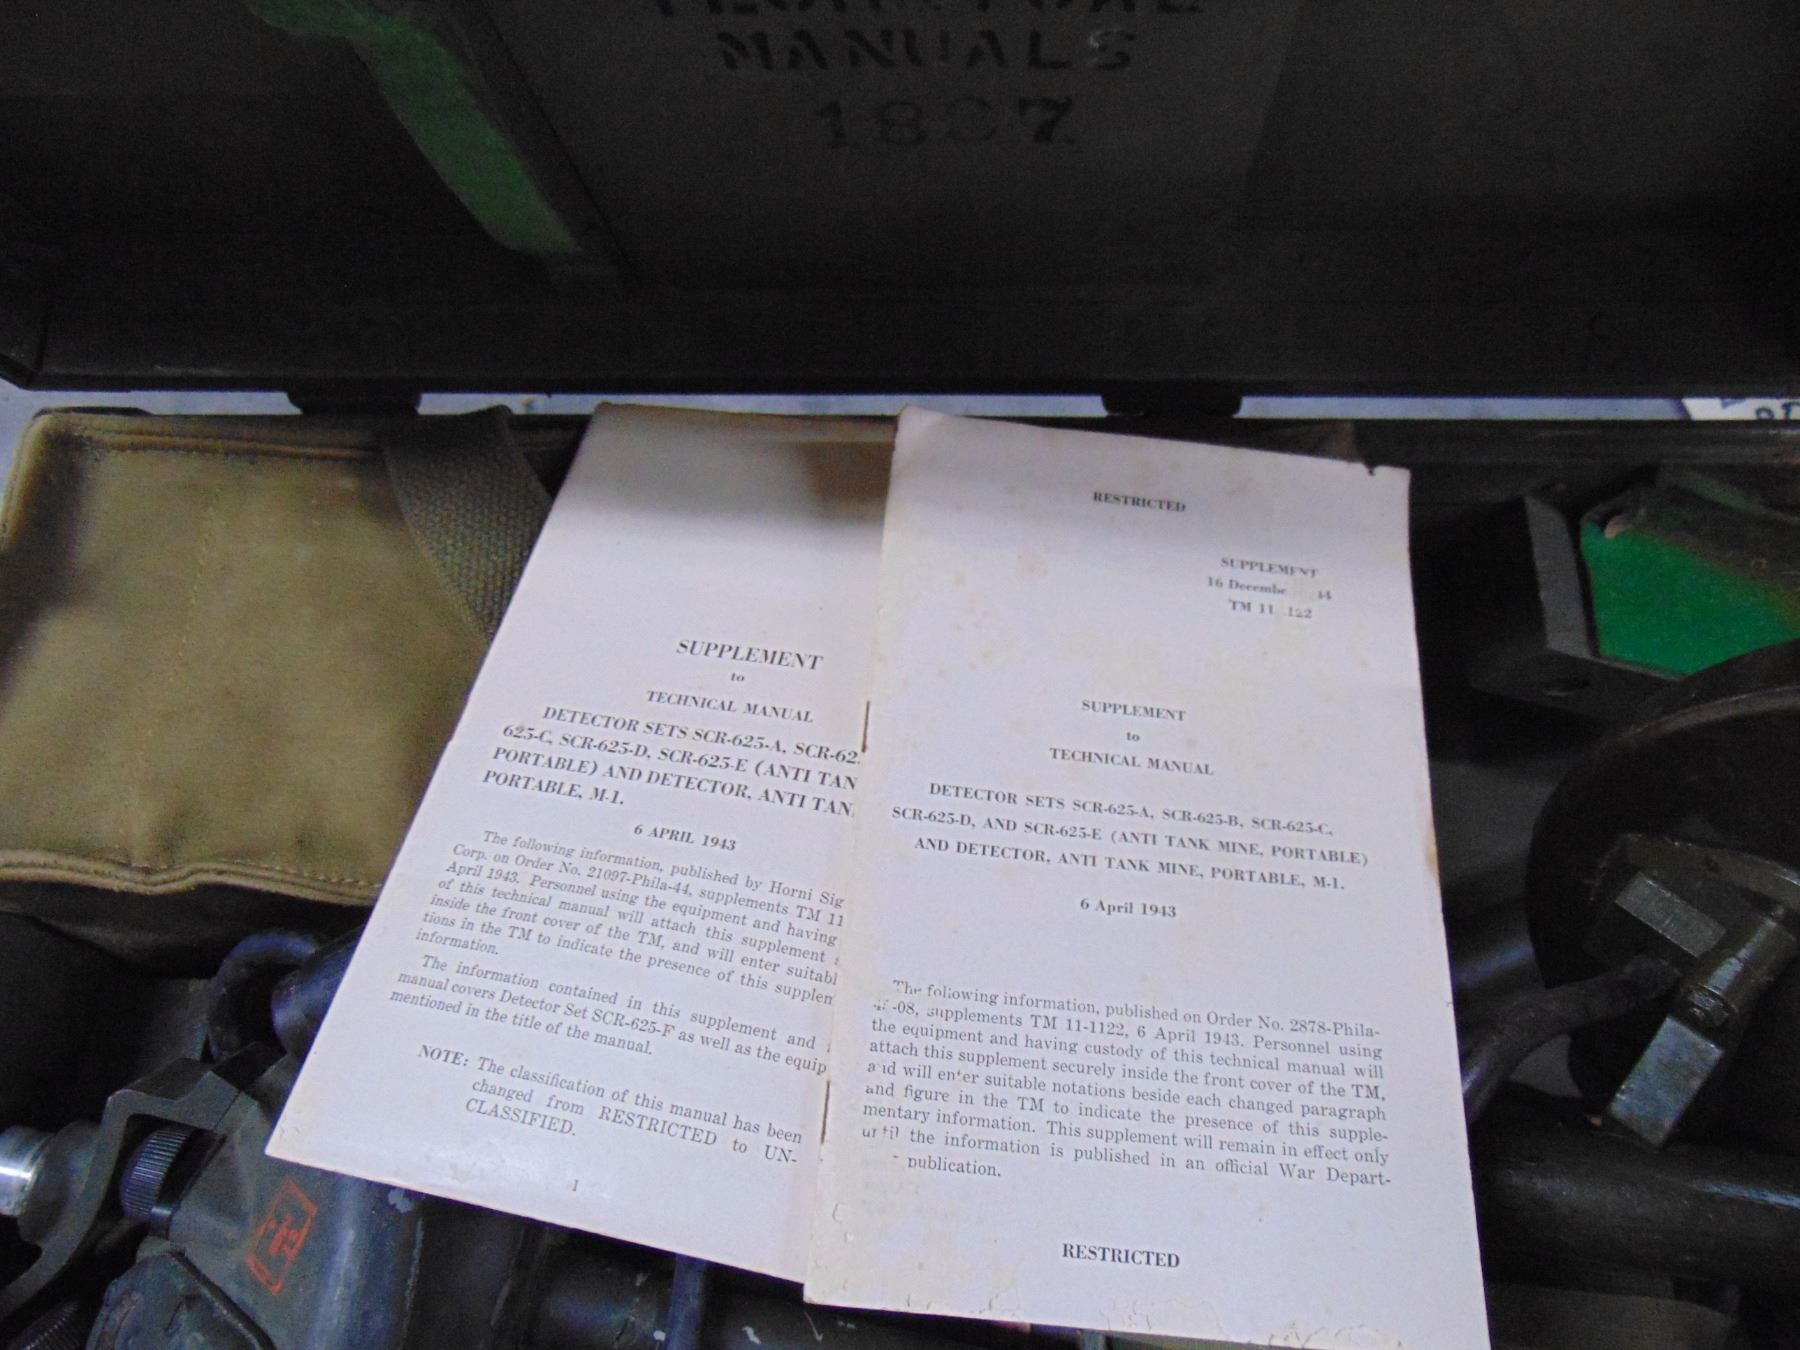 MANUALS
SUPPLEMENT
to
TECHNICAL MANUAL
DETECTOR SETS SCR-625-A, SCR-62
625-C, SCR-625-D, SCR-625-E (ANTI TAN
PORTABLE) AND DETECTOR, ANTI TAN
PORTABLE, M-1.
6 APRIL 1943
The following information, published by Horni Sig
Corp. on Order No. 21097-Phila-44, supplements TM 11
April 1943. Personnel using the equipment and having
of this technical manual will attach this supplement
inside the front cover of the TM, and will enter suitabl
tions in the TM to indicate the presence of this supplem
information.
The information contained in this supplement and
manual covers Detector Set SCR-625-F as well as the equip
mentioned in the title of the manual.
NOTE: The classification of this manual has been
changed from RESTRICTED to UN-
CLASSIFIED.
1
RESTRICTED
SUPPLEMENT
16 Decembe 44
TM 11 1122
SUPPLEMENT
to
TECHNICAL MANUAL
DETECTOR SETS SCR-625-A, SCR-625-B, SCR-625-C,
SCR-625-D, AND SCR-625-E (ANTI TANK MINE, PORTABLE)
AND DETECTOR, ANTI TANK MINE, PORTABLE, M-1.
6 April 1943
The following information, published on Order No. 2878-Phila-
-08, supplements TM 11-1122, 6 April 1943. Personnel using
the equipment and having custody of this technical manual will
attach this supplement securely inside the front cover of the TM,
and will enter suitable notations beside each changed paragraph
and figure in the TM to indicate the presence of this supple-
mentary information. This supplement will remain in effect only
until the information is published in an official War Depart-
publication.
RESTRICTED